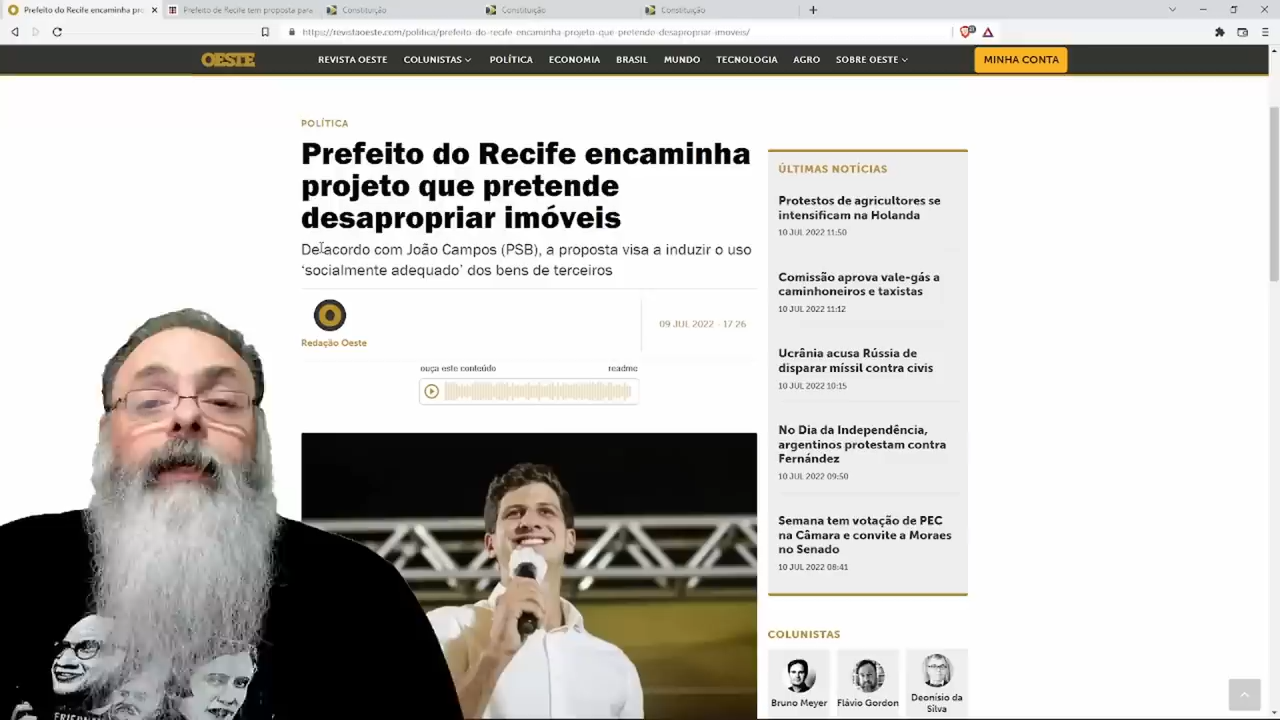 Prefeito do Recife encaminha pro
Prefeito de Recife tem proposta para
Constituição
Constituição
Constituição
https://revistaoeste.com/politica/prefeito-do-recife-encaminha-projeto-que-pretende-desapropriar-imoveis/
OESTE
REVISTA OESTE
COLUNISTAS
POLÍTICA
ECONOMIA
BRASIL
MUNDO
TECNOLOGIA
AGRO
SOBRE OESTE
MINHA CONTA
POLÍTICA
Prefeito do Recife encaminha
projeto que pretende
desapropriar imóveis
De acordo com João Campos (PSB), a proposta visa a induzir o uso
‘socialmente adequado’ dos bens de terceiros
Redação Oeste
09 JUL 2022 - 17:26
ouça este conteúdo
readme
ÚLTIMAS NOTÍCIAS
Protestos de agricultores se
intensificam na Holanda
10 JUL 2022 11:50
Comissão aprova vale-gás a
caminhoneiros e taxistas
10 JUL 2022 11:12
Ucrânia acusa Rússia de
disparar míssil contra civis
10 JUL 2022 10:15
No Dia da Independência,
argentinos protestam contra
Fernández
10 JUL 2022 09:50
Semana tem votação de PEC
na Câmara e convite a Moraes
no Senado
10 JUL 2022 08:41
COLUNISTAS
Bruno Meyer
Flávio Gordon
Deonísio da
Silva